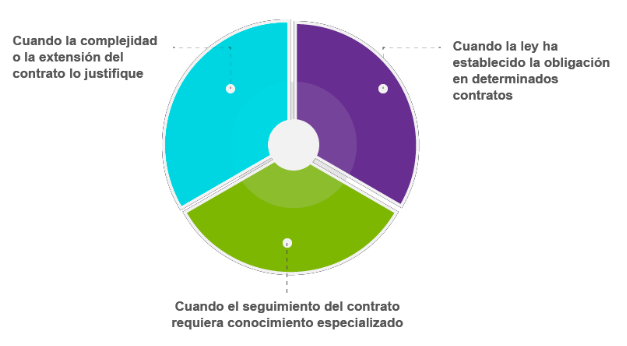 Cuando la complejidad
o la extensión del
contrato lo justifique
Cuando la ley ha
establecido la obligación
en determinados
contratos
Cuando el seguimiento del contrato
requiera conocimiento especializado